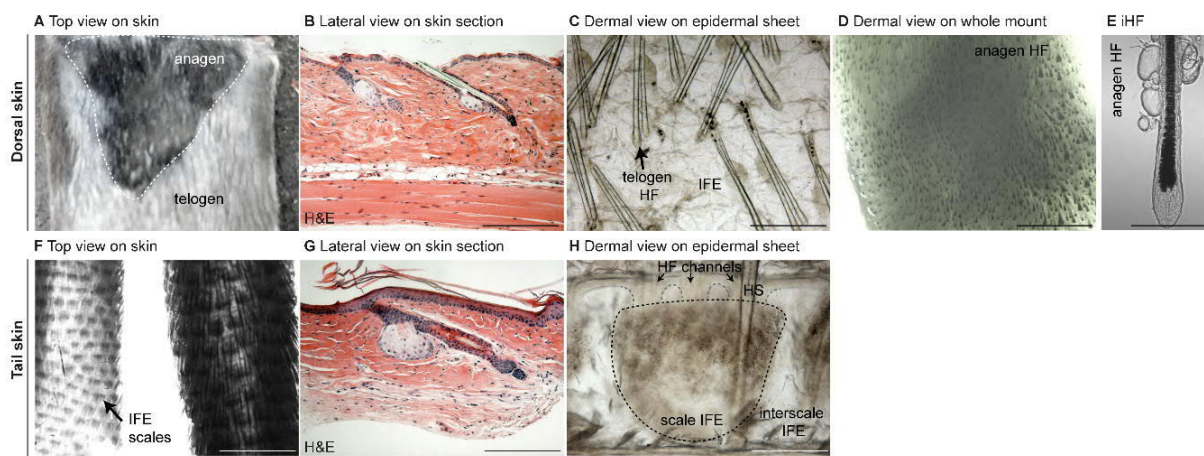 Dorsal skin
A Top view on skin
anagen
telogen
B Lateral view on skin section
H&E
C Dermal view on epidermal sheet
telogen
HF
IFE
D Dermal view on whole mount
anagen HF
E iHF
anagen HF
Tail skin
F Top view on skin
IFE
scales
G Lateral view on skin section
H&E
H Dermal view on epidermal sheet
HF channels
HS
scale IFE
interscale
IFE